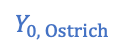 Y0, Ostrich